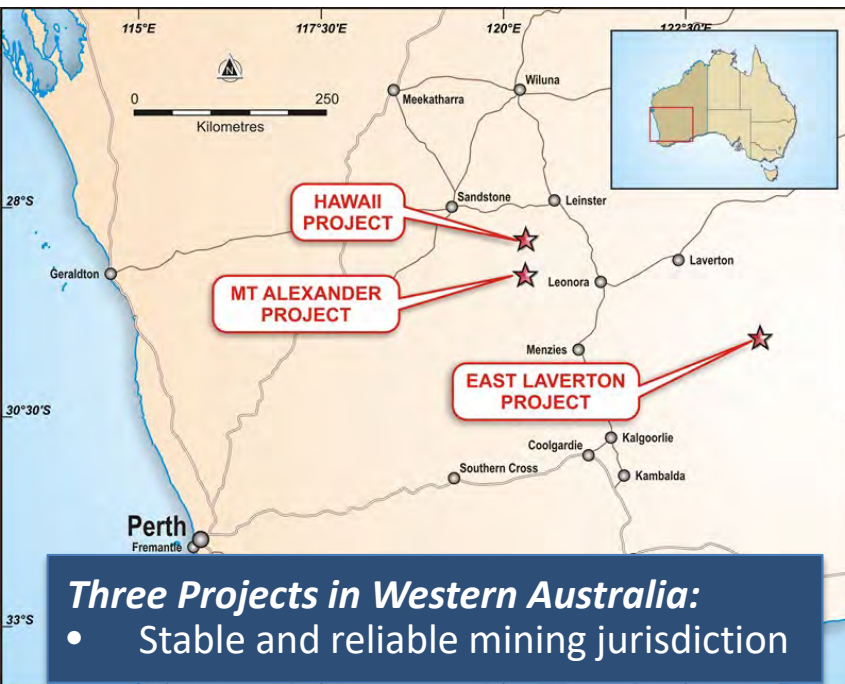 115°E 117°30'E 120°E 122°30'E
N
0 250
Kilometres
Meekatharra
Wiluna
28°S
HAWAII
PROJECT
Sandstone
Leinster
Geraldton
MT ALEXANDER
PROJECT
Leonora
Laverton
Menzies
EAST LAVERTON
PROJECT
30°30'S
Coolgardie
Kalgoorlie
Southern Cross
Kambalda
Perth
Fremantle
33°S
Three Projects in Western Australia:
• Stable and reliable mining jurisdiction